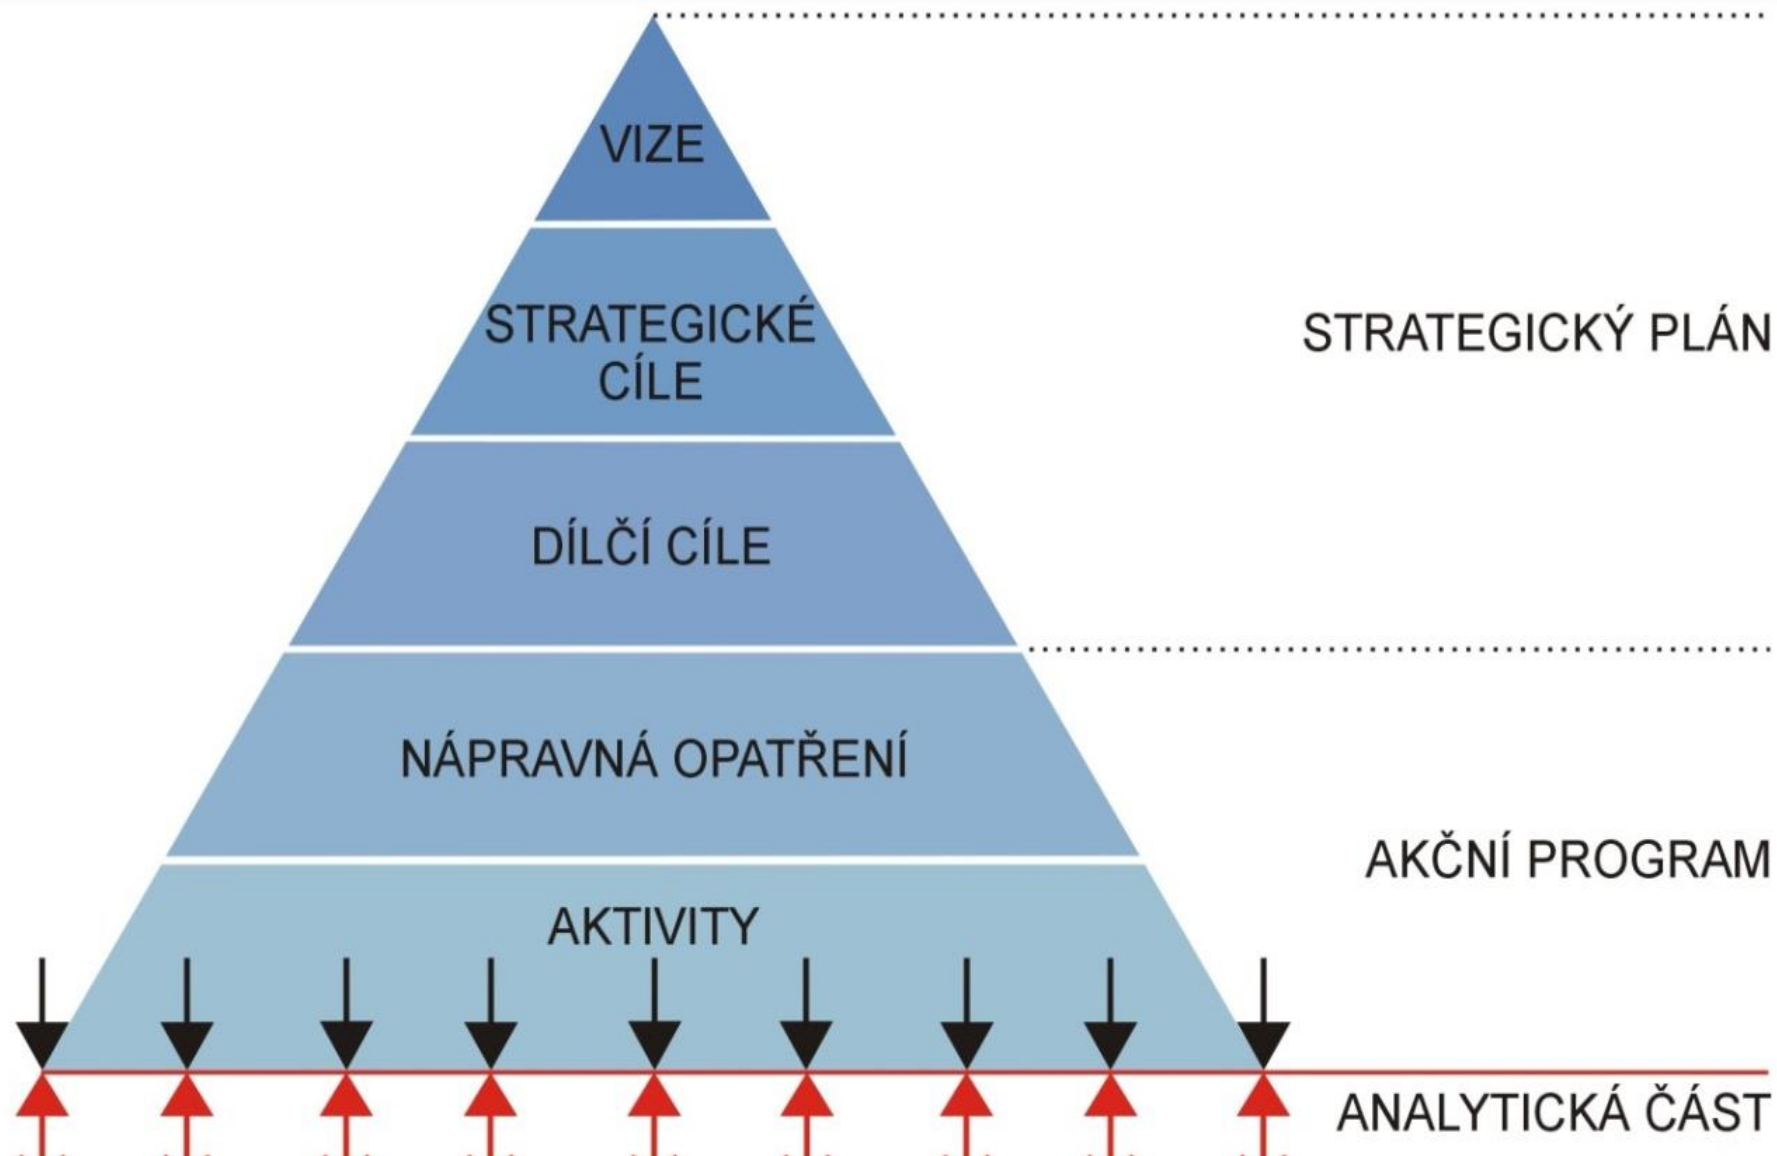 VIZE
STRATEGICKÉ
CÍLE
STRATEGICKÝ PLÁN
DÍLČÍ CÍLE
NÁPRAVNÁ OPATŘENÍ
AKČNÍ PROGRAM
AKTIVITY
ANALYTICKÁ ČÁST